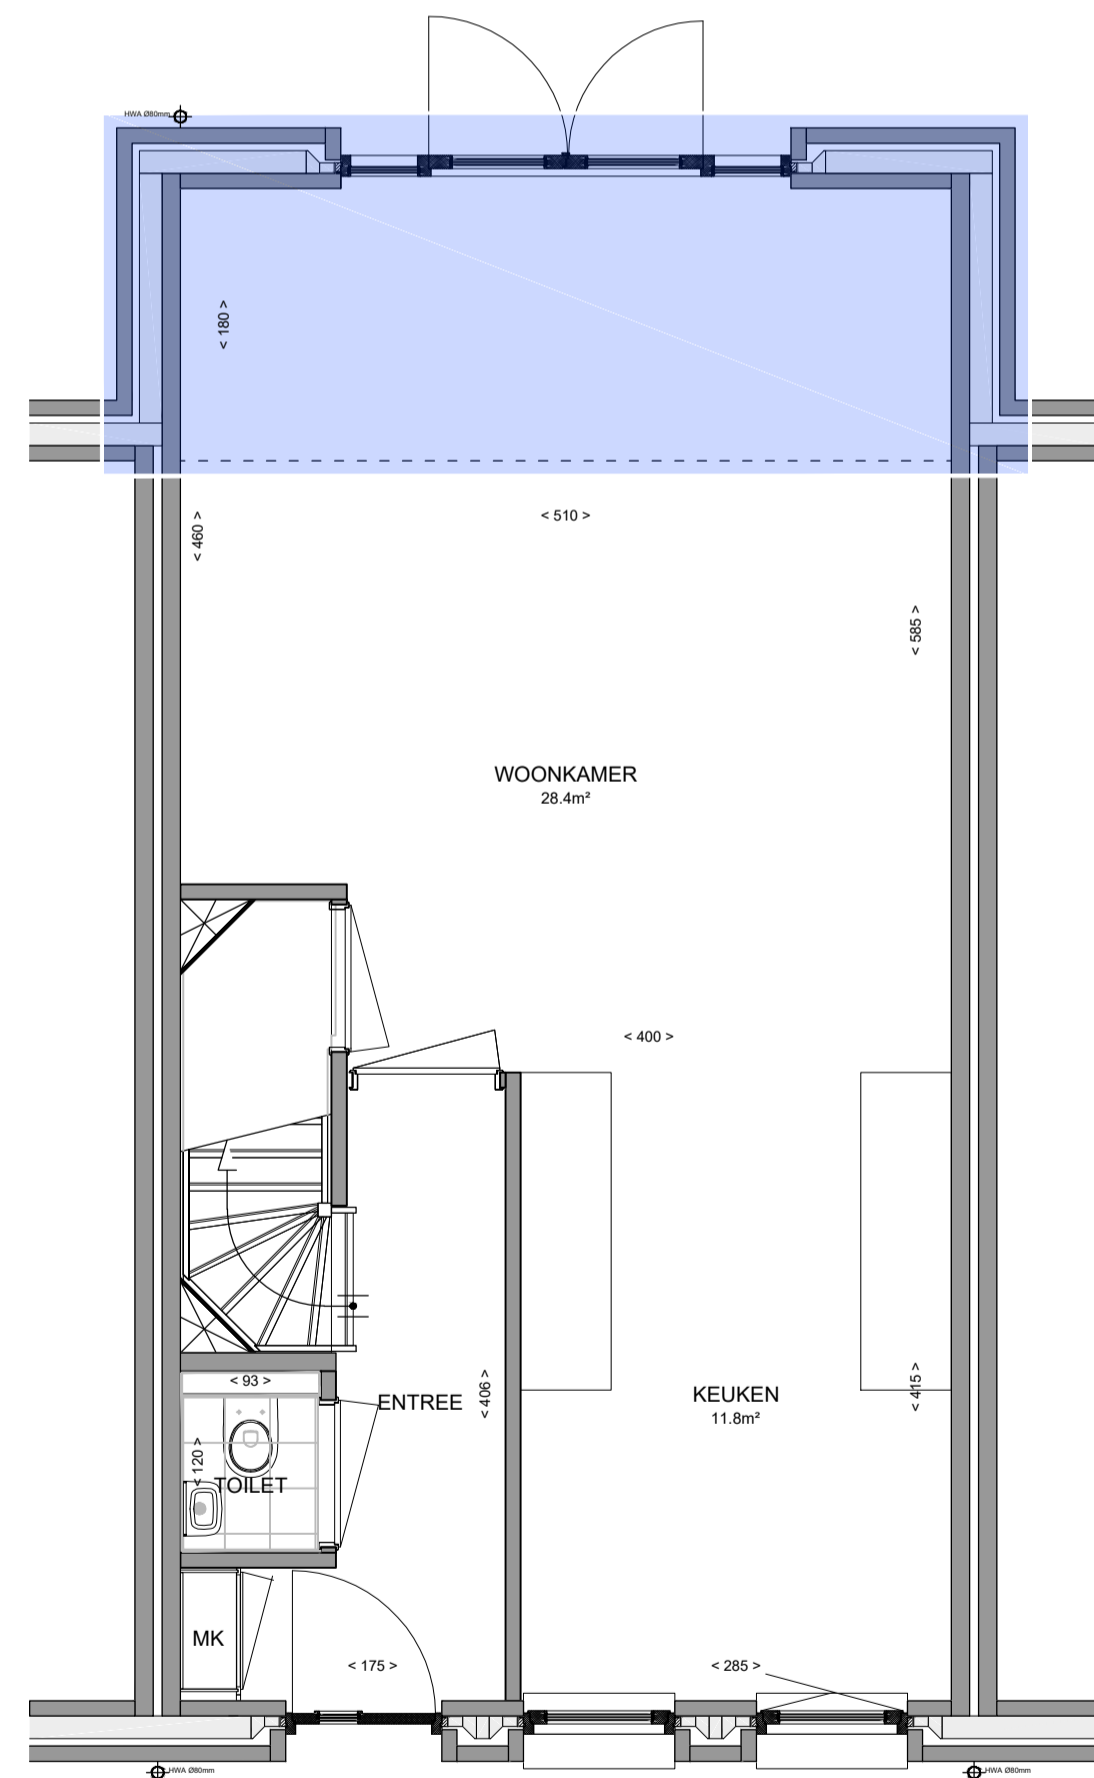 HWA Ø80mm
< 180 >
< 460 >
< 510 >
< 585 >
WOONKAMER
28.4m²
< 400 >
< 93 >
ENTREE
< 406 >
KEUKEN
11.8m²
< 415 >
< 120 >
TOILET
MK
< 175 >
< 285 >
HWA Ø80mm
HWA Ø80mm